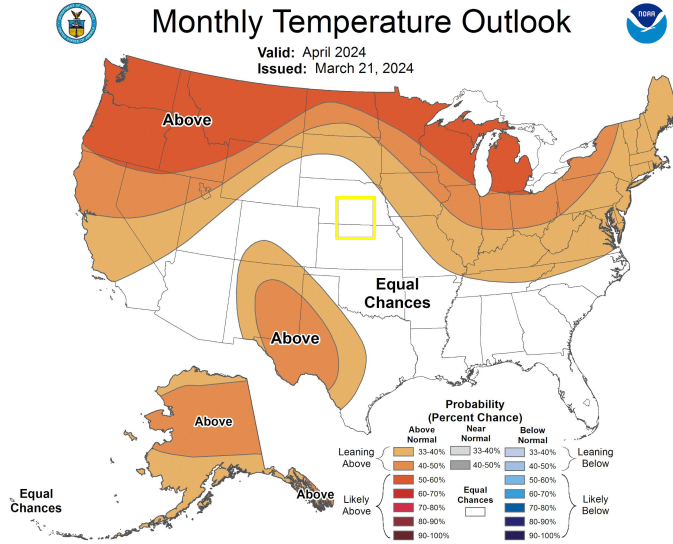 Monthly Temperature Outlook
NOAA
Valid: April 2024
Issued: March 21, 2024
Above
Equal
Chances
Above
Above
Above
Equal
Chances
Probability
(Percent Chance)
Above
Normal
Near
Normal
Below
Normal
Leaning
Above
33-40%
33-40%
33-40%
Leaning
Below
40-50%
40-50%
40-50%
Likely
Above
50-60%
50-60%
Likely
Below
60-70%
60-70%
70-80%
70-80%
80-90%
80-90%
90-100%
90-100%
Equal
Chances